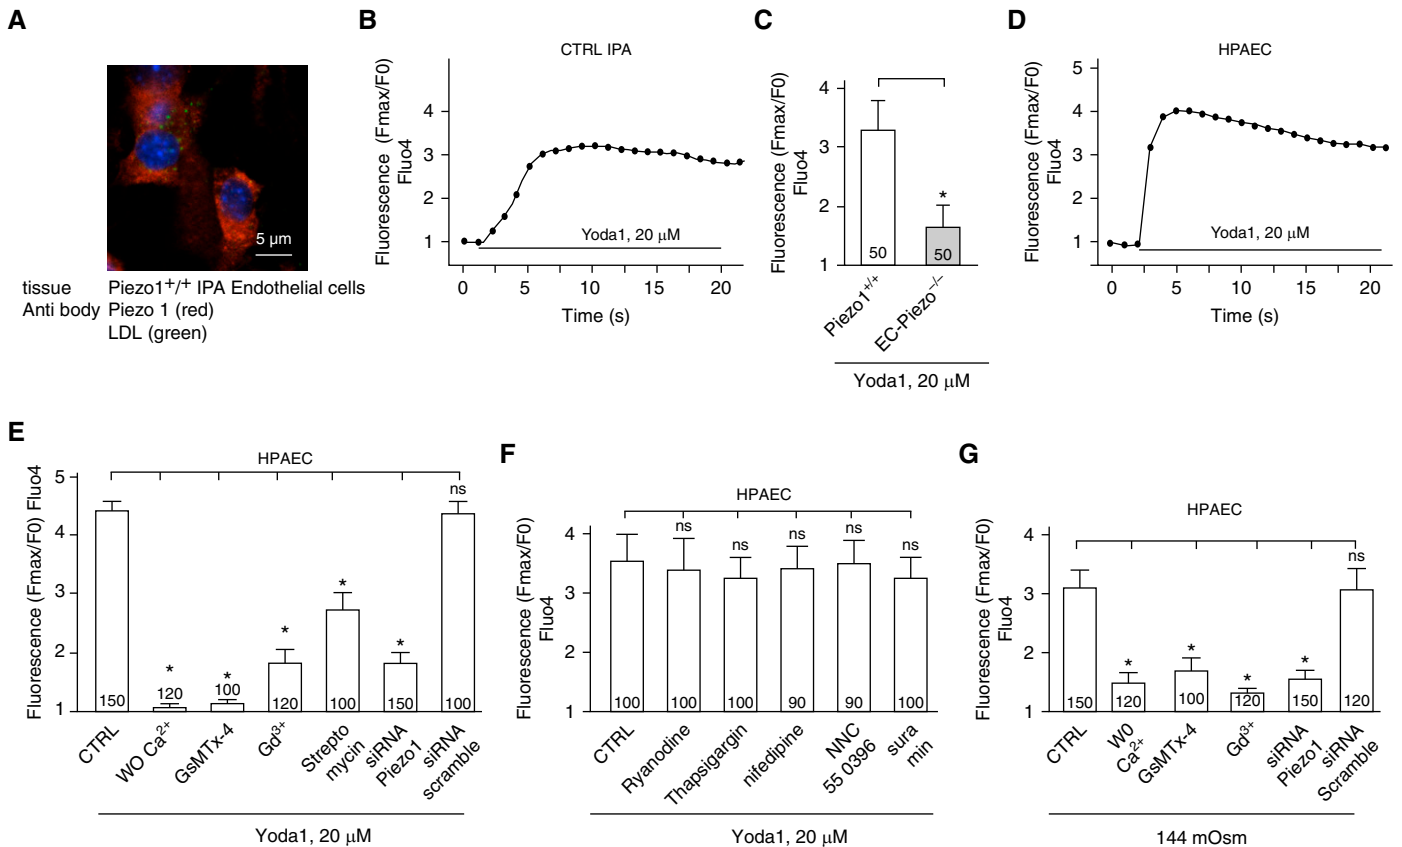 A
5 μm
tissue Piezo1+/+ IPA Endothelial cells
Anti body Piezo 1 (red)
LDL (green)
B
CTRL IPA
Fluorescence (Fmax/F0)
Fluo4
4
3
2
1
Yoda1, 20 μM
0 5 10 15 20
Time (s)
C
Fluorescence (Fmax/F0)
Fluo4
4
3
2
1
*
50 50
Piezo1+/+
EC-Piezo−/−
Yoda1, 20 μM
D
HPAEC
Fluorescence (Fmax/F0)
Fluo4
5
4
3
2
1
Yoda1, 20 μM
0 5 10 15 20
Time (s)
E
HPAEC
Fluorescence (Fmax/F0) Fluo4
5
4
3
2
1
* * * * * ns
150 120 100 120 100 150 100
CTRL
WO Ca2+
GsMTx-4
Gd3+
Strepto
mycin
siRNA
Piezo1
siRNA
scramble
Yoda1, 20 μM
F
HPAEC
Fluorescence (Fmax/F0)
Fluo4
4
3
2
1
ns ns ns ns ns
100 100 100 90 90 100
CTRL
Ryanodine
Thapsigargin
nifedipine
NNC
55 0396
sura
min
Yoda1, 20 μM
G
HPAEC
Fluorescence (Fmax/F0)
Fluo4
4
3
2
1
* * * * ns
150 120 100 120 150 120
CTRL
W0
Ca2+
GsMTx-4
Gd3+
siRNA
Piezo1
siRNA
Scramble
144 mOsm